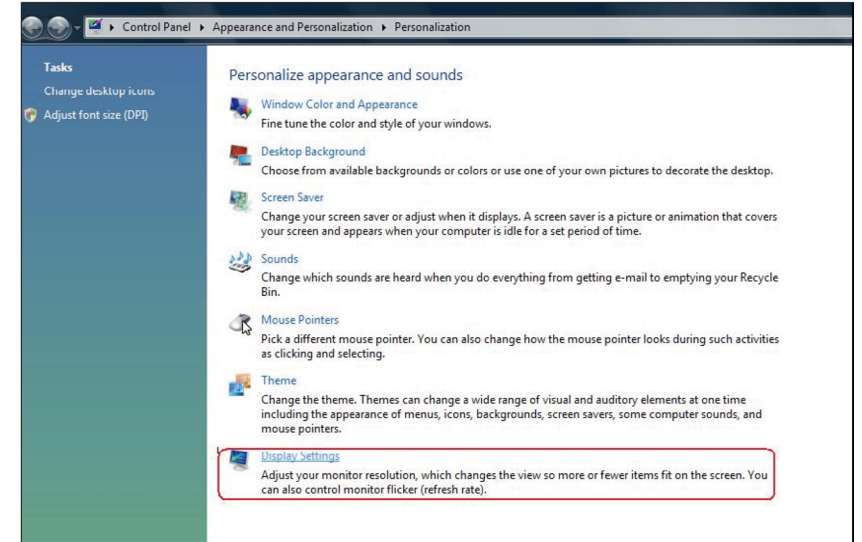 Control Panel ▸ Appearance and Personalization ▸ Personalization
Tasks
Change desktop icons
Adjust font size (DPI)
Personalize appearance and sounds
Window Color and Appearance
Fine tune the color and style of your windows.
Desktop Background
Choose from available backgrounds or colors or use one of your own pictures to decorate the desktop.
Screen Saver
Change your screen saver or adjust when it displays. A screen saver is a picture or animation that covers
your screen and appears when your computer is idle for a set period of time.
Sounds
Change which sounds are heard when you do everything from getting e-mail to emptying your Recycle
Bin.
Mouse Pointers
Pick a different mouse pointer. You can also change how the mouse pointer looks during such activities
as clicking and selecting.
Theme
Change the theme. Themes can change a wide range of visual and auditory elements at one time
including the appearance of menus, icons, backgrounds, screen savers, some computer sounds, and
mouse pointers.
Display Settings
Adjust your monitor resolution, which changes the view so more or fewer items fit on the screen. You
can also control monitor flicker (refresh rate).